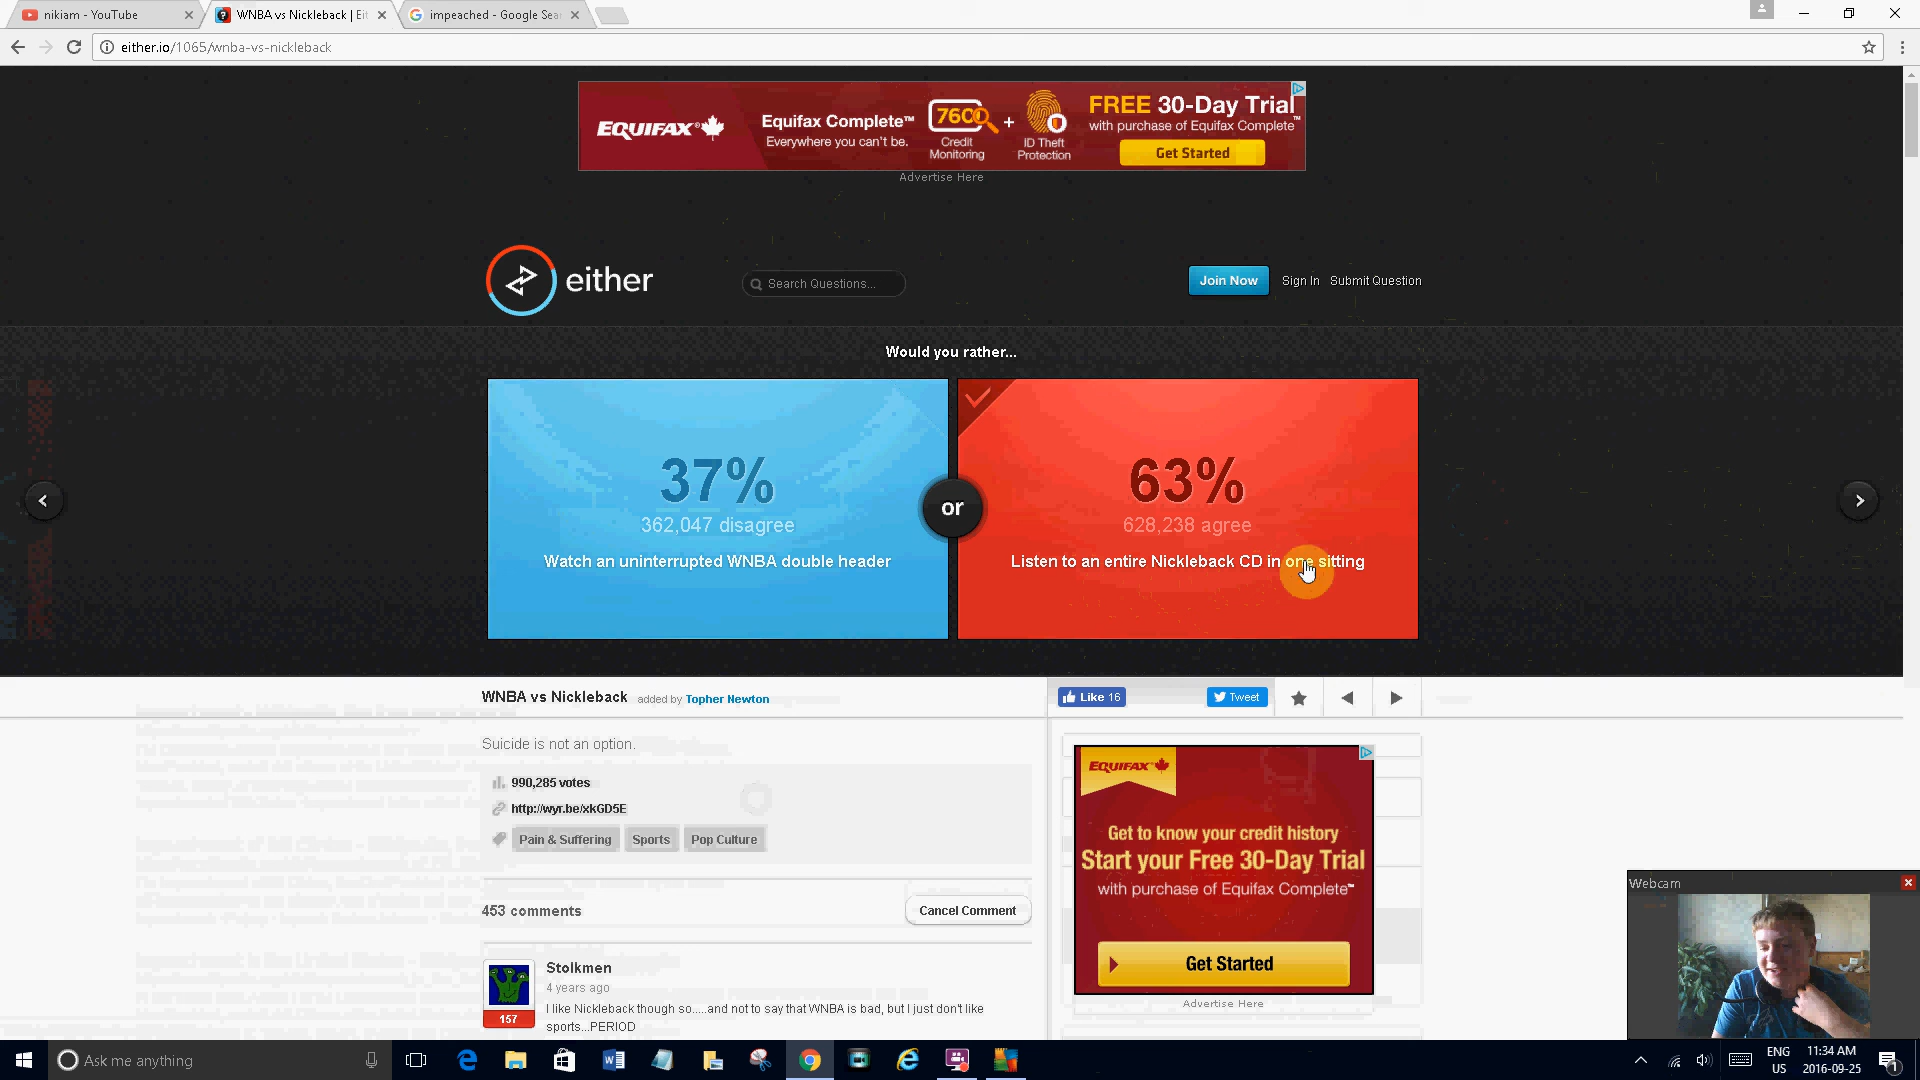 nikiam - YouTube
WNBA vs Nickleback | Eit
impeached - Google Sear
either.io/1065/wnba-vs-nickleback
EQUIFAX
Equifax Complete™
Everywhere you can't be.
760
Credit
Monitoring
+
ID Theft
Protection
FREE 30-Day Trial
with purchase of Equifax Complete™
Get Started
Advertise Here
either
Search Questions...
Join Now
Sign In
Submit Question
Would you rather...
37%
362,047 disagree
Watch an uninterrupted WNBA double header
or
63%
628,238 agree
Listen to an entire Nickleback CD in one sitting
WNBA vs Nickleback added by Topher Newton
Like 16
Tweet
Suicide is not an option.
990,285 votes
http://wyr.be/xkGD5E
Pain & Suffering
Sports
Pop Culture
453 comments
Cancel Comment
Stolkmen
4 years ago
157
I like Nickleback though so.....and not to say that WNBA is bad, but I just don't like
sports...PERIOD
EQUIFAX
Get to know your credit history
Start your Free 30-Day Trial
with purchase of Equifax Complete™
Get Started
Advertise Here
Webcam
Ask me anything
ENG
US
11:34 AM
2016-09-25
1